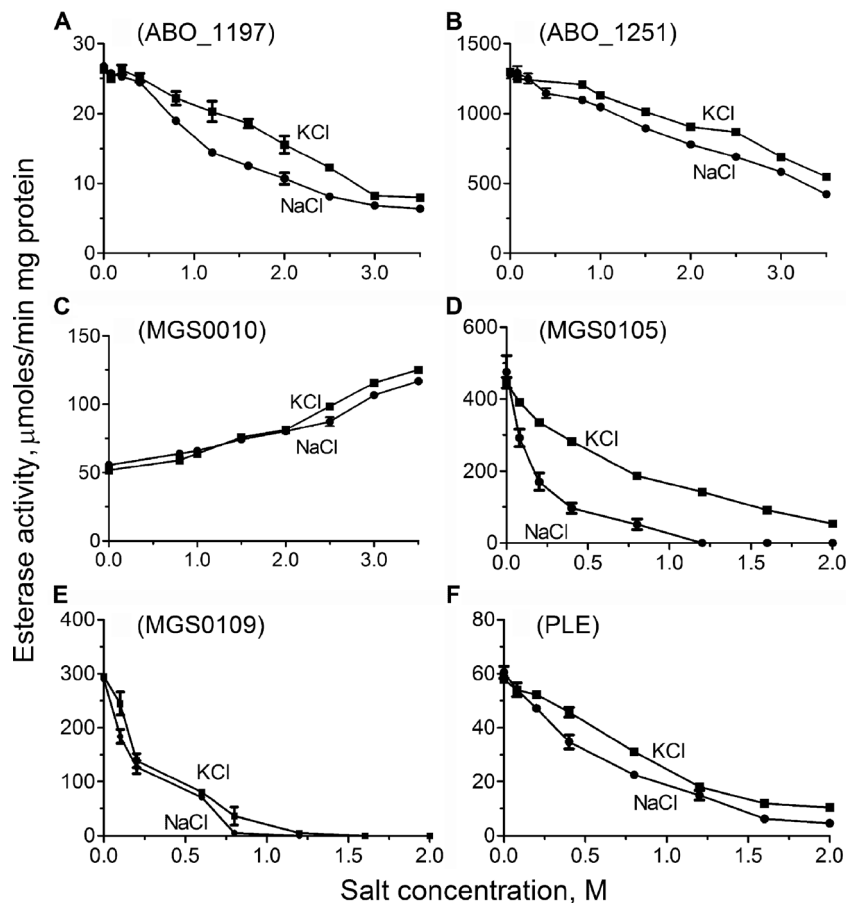 A (ABO_1197)
30
20
10
0
KCl
NaCl
0.0 1.0 2.0 3.0
B (ABO_1251)
1500
1000
500
0
KCl
NaCl
0.0 1.0 2.0 3.0
C (MGS0010)
150
100
50
0
KCl
NaCl
0.0 1.0 2.0 3.0
D (MGS0105)
600
400
200
0
KCl
NaCl
0.0 0.5 1.0 1.5 2.0
E (MGS0109)
400
300
200
100
0
KCl
NaCl
0.0 0.5 1.0 1.5 2.0
F (PLE)
80
60
40
20
0
KCl
NaCl
0.0 0.5 1.0 1.5 2.0
Esterase activity, μmoles/min mg protein
Salt concentration, M